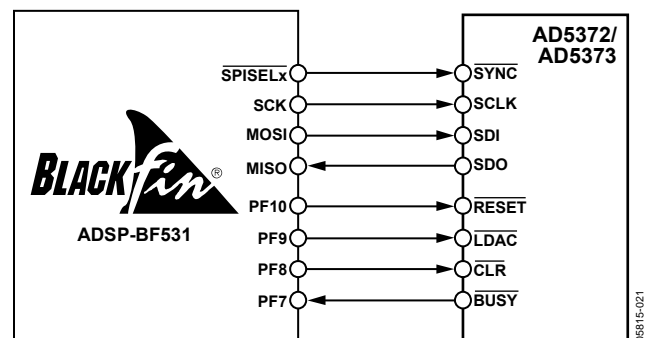 AD5372/
AD5373
SPISELx
SYNC
SCK
SCLK
MOSI
SDI
MISO
SDO
BLACKfin®
ADSP-BF531
PF10
RESET
PF9
LDAC
PF8
CLR
PF7
BUSY
05815-021